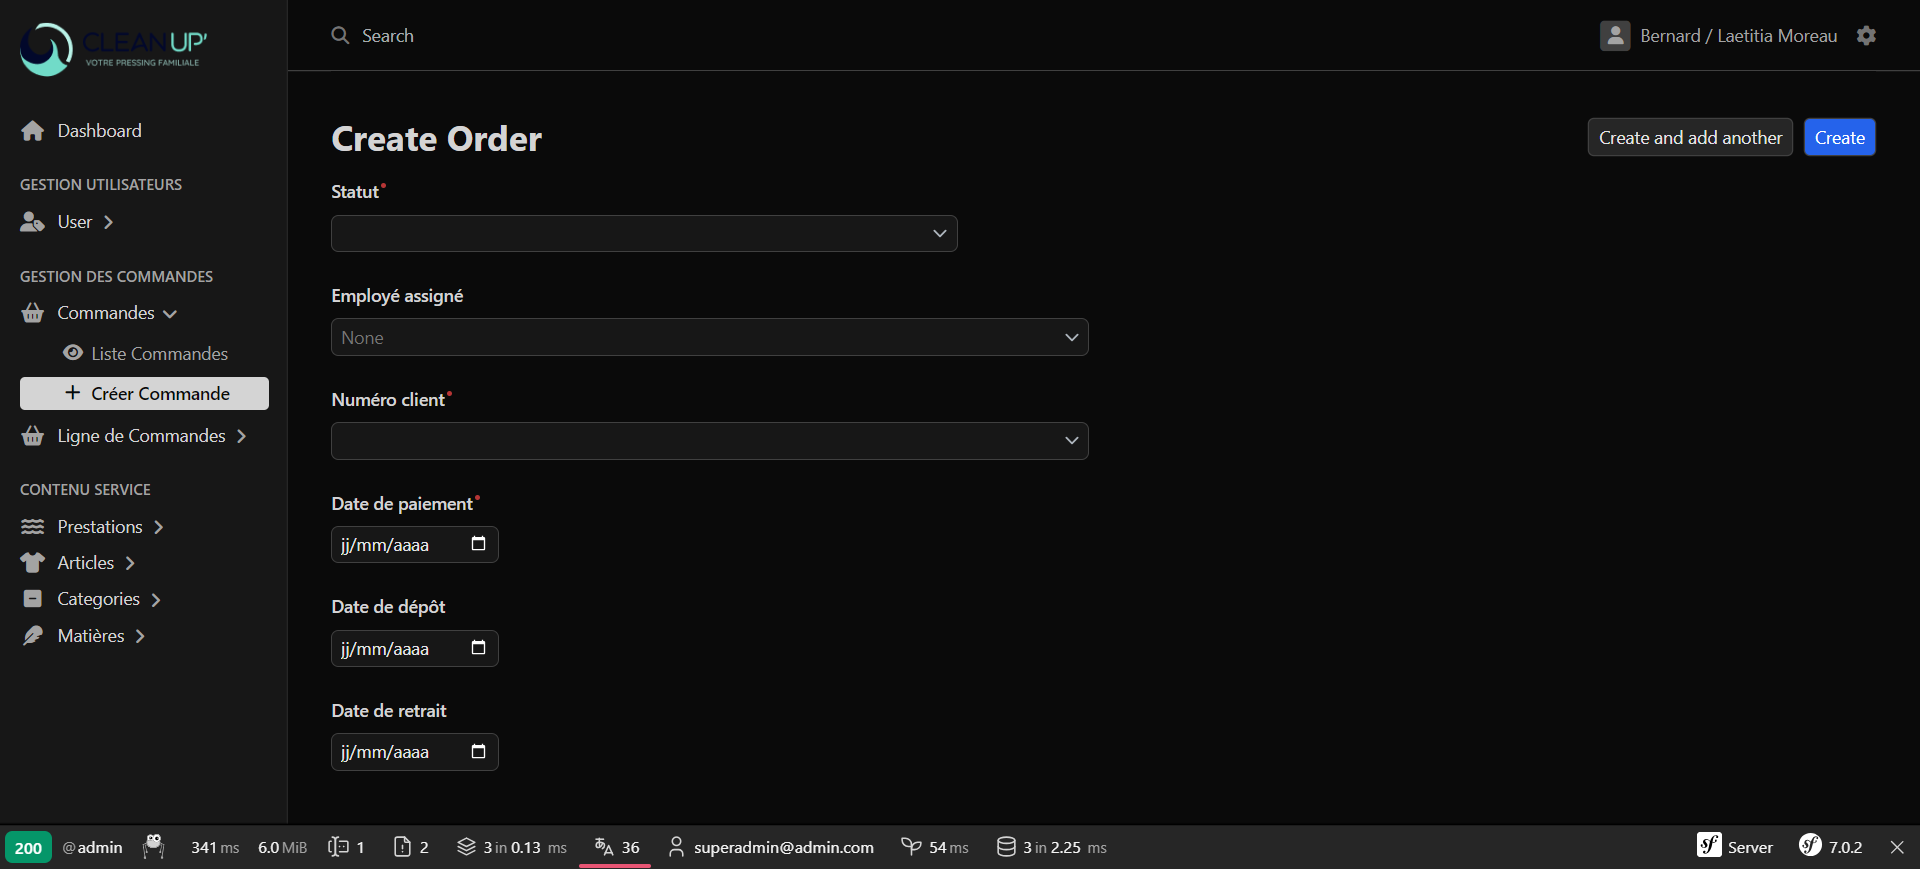 CLEAN UP'
VOTRE PRESSING FAMILIALE
Search
Bernard / Laetitia Moreau
Dashboard
GESTION UTILISATEURS
User
GESTION DES COMMANDES
Commandes
Liste Commandes
Créer Commande
Ligne de Commandes
CONTENU SERVICE
Prestations
Articles
Categories
Matières
Create Order
Create and add another
Create
Statut
Employé assigné
None
Numéro client
Date de paiement
jj/mm/aaaa
Date de dépôt
jj/mm/aaaa
Date de retrait
jj/mm/aaaa
200 @admin 341 ms 6.0 MiB 1 2 3 in 0.13 ms 36 superadmin@admin.com 54 ms 3 in 2.25 ms Server 7.0.2